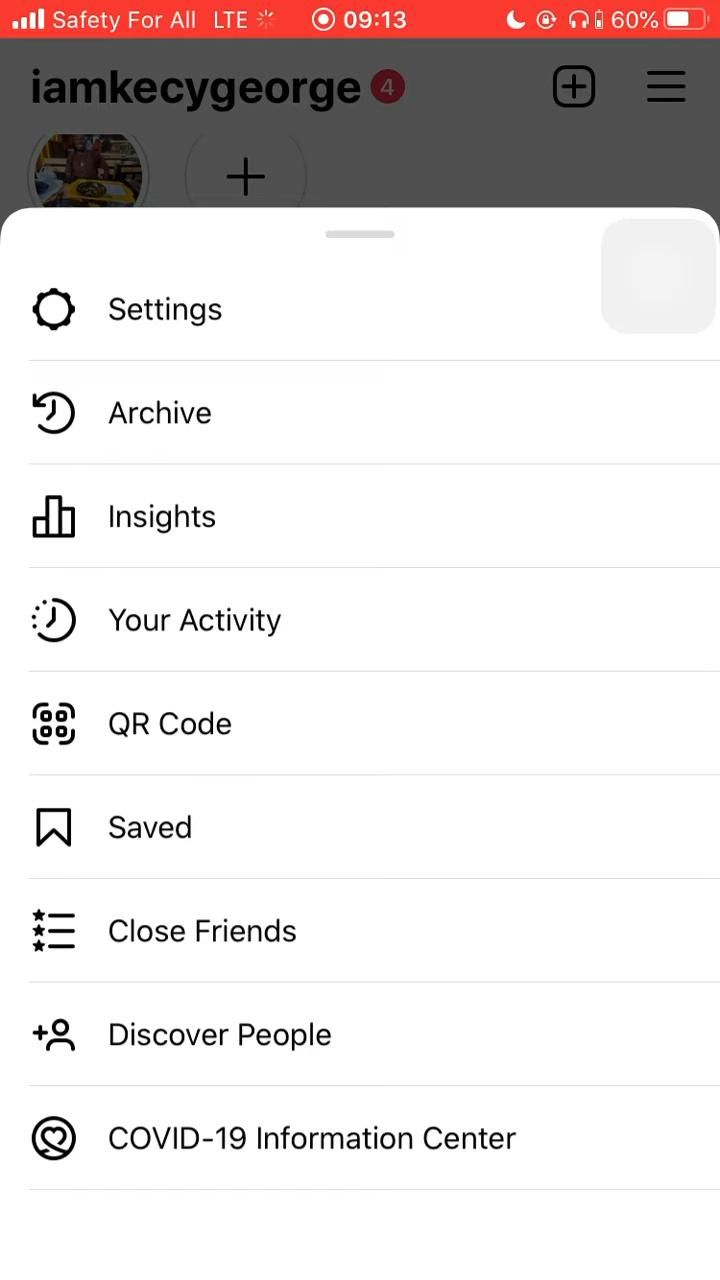 Safety For All LTE 09:13 60%
iamkecygeorge 4
Settings
Archive
Insights
Your Activity
QR Code
Saved
Close Friends
Discover People
COVID-19 Information Center